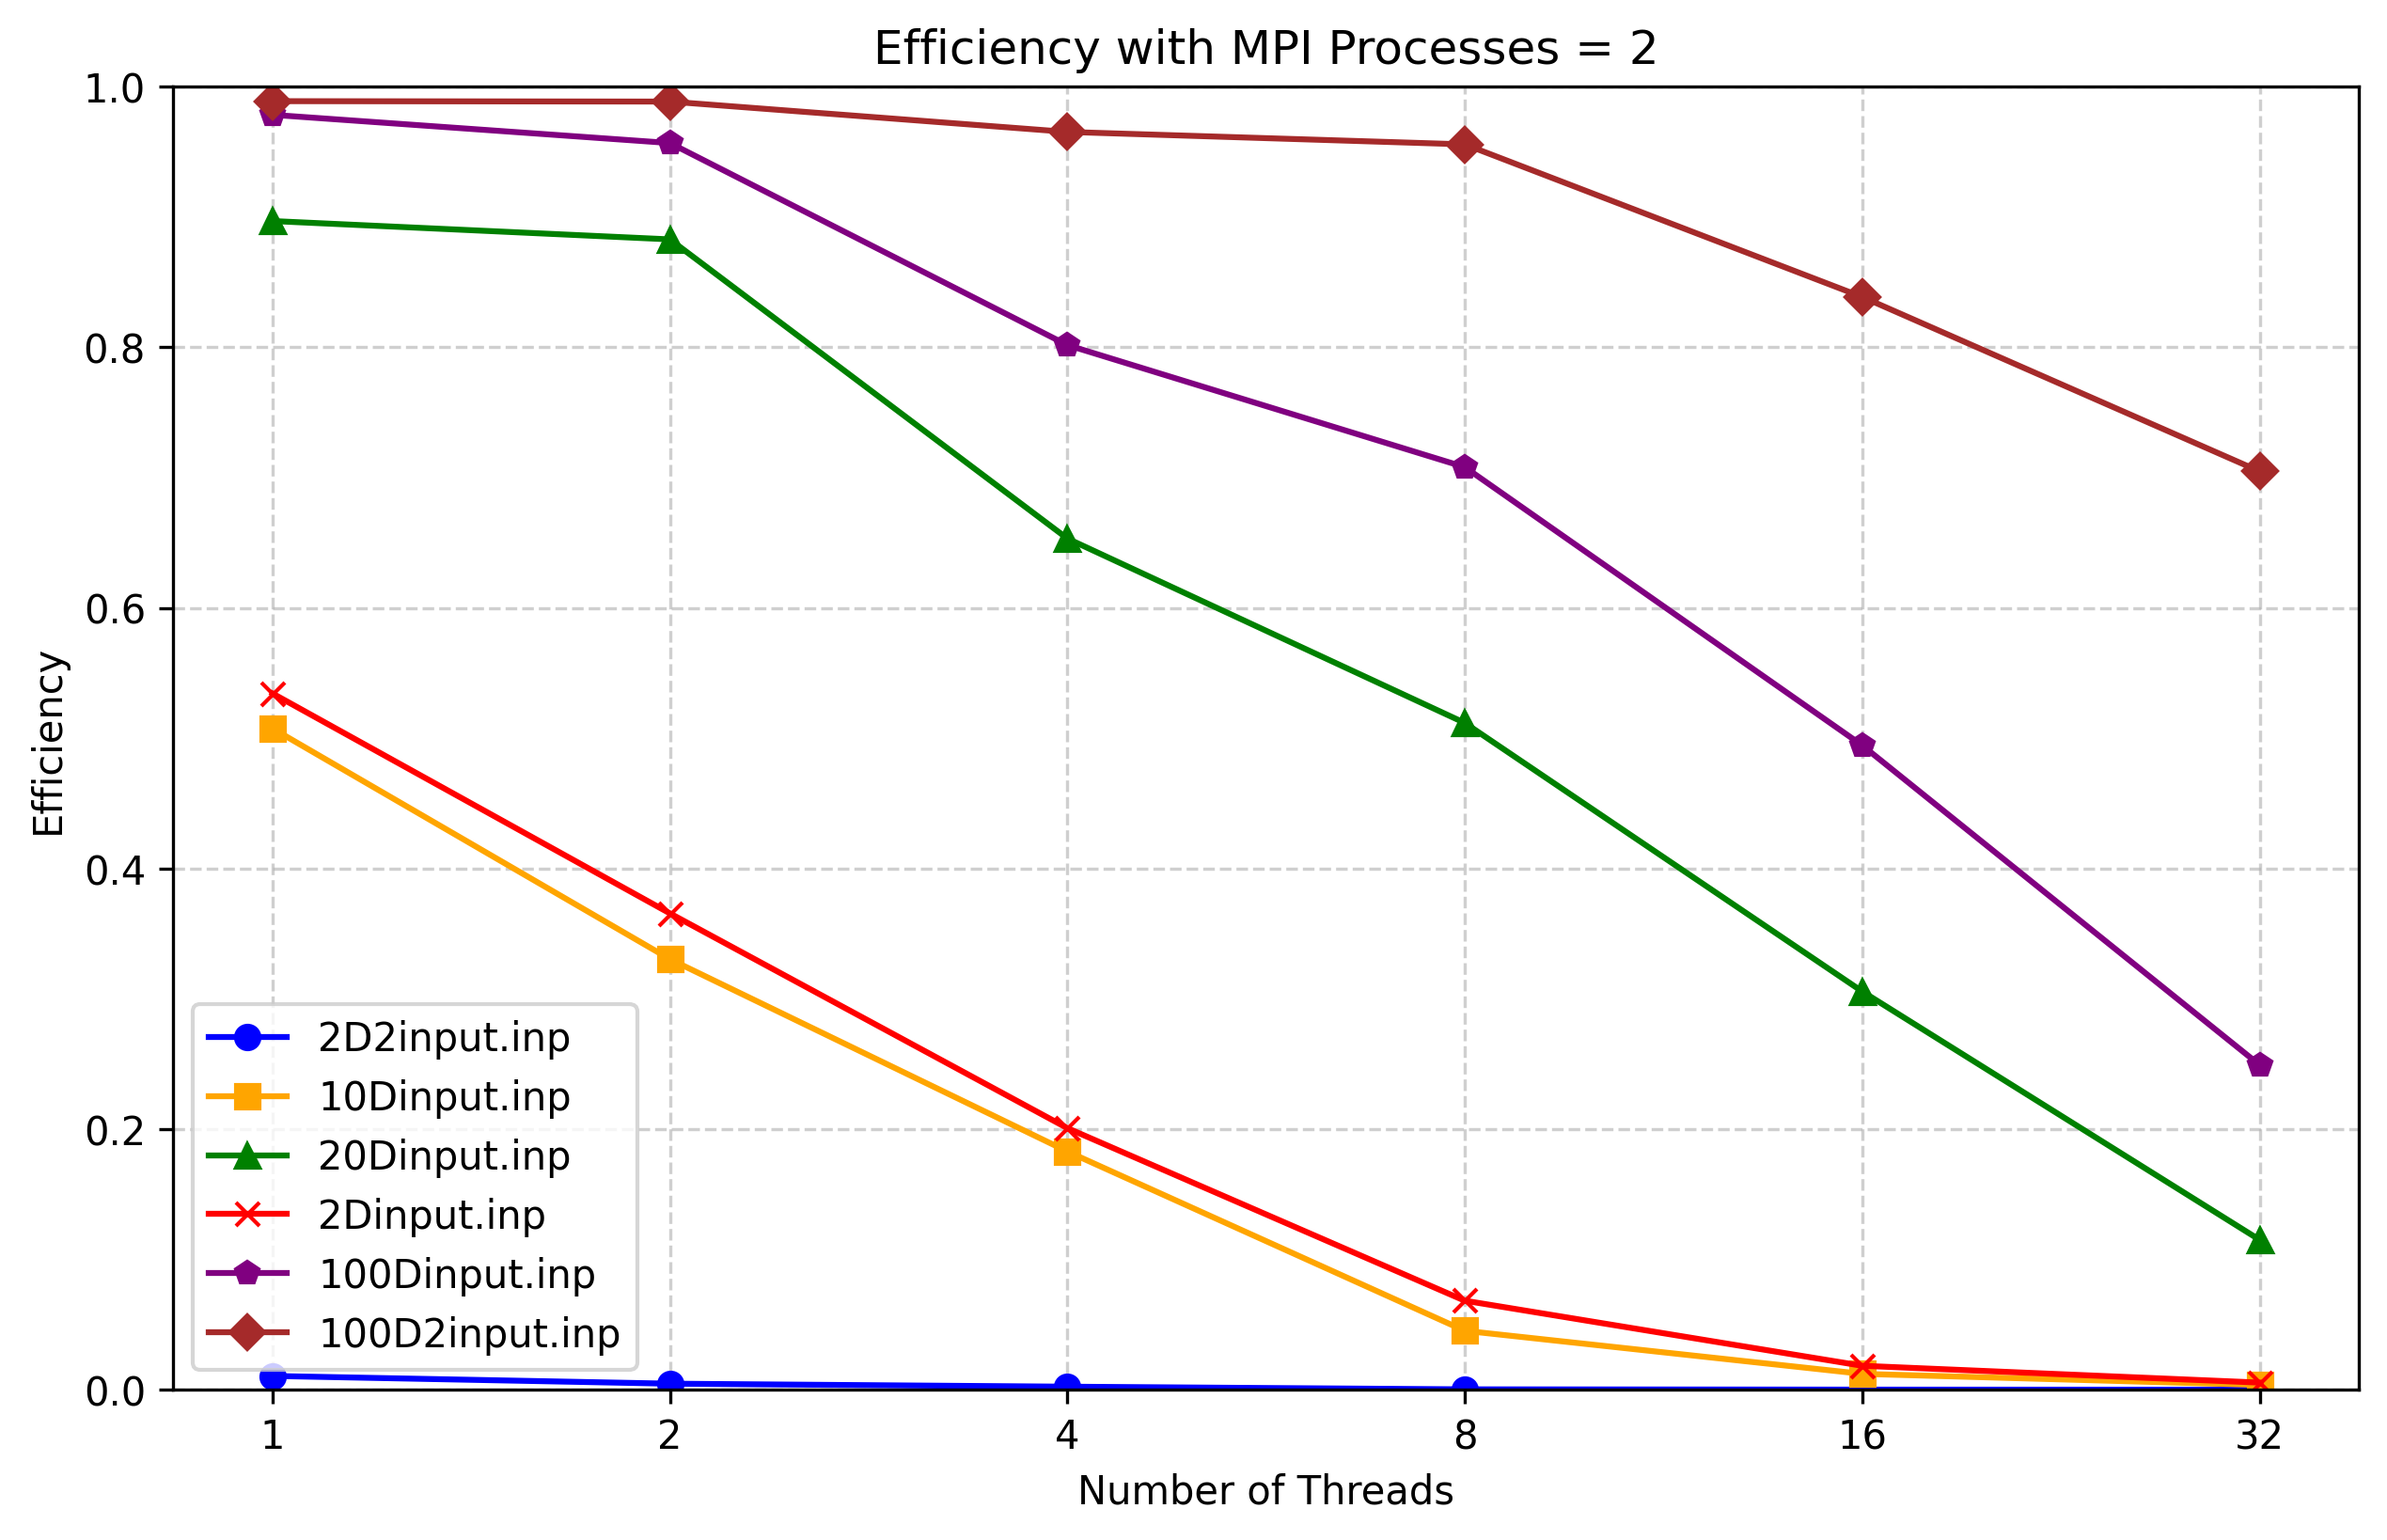 Efficiency with MPI Processes = 2
1.0
0.8
0.6
0.4
0.2
0.0
Efficiency
2D2input.inp
10Dinput.inp
20Dinput.inp
2Dinput.inp
100Dinput.inp
100D2input.inp
1 2 4 8 16 32
Number of Threads